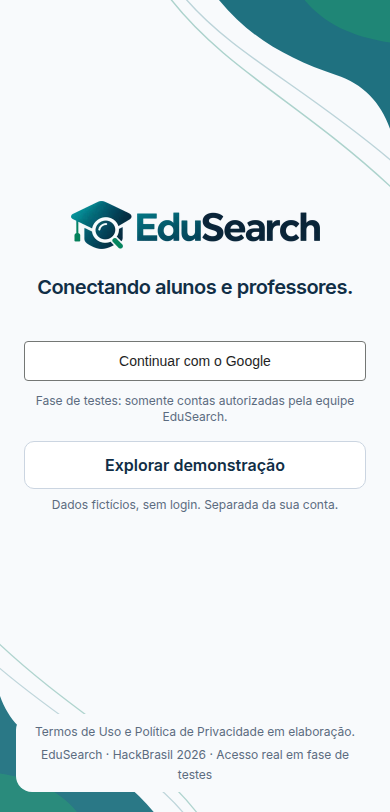 EduSearch
Conectando alunos e professores.
Continuar com o Google
Fase de testes: somente contas autorizadas pela equipe
EduSearch.
Explorar demonstração
Dados fictícios, sem login. Separada da sua conta.
Termos de Uso e Política de Privacidade em elaboração.
EduSearch · HackBrasil 2026 · Acesso real em fase de
testes